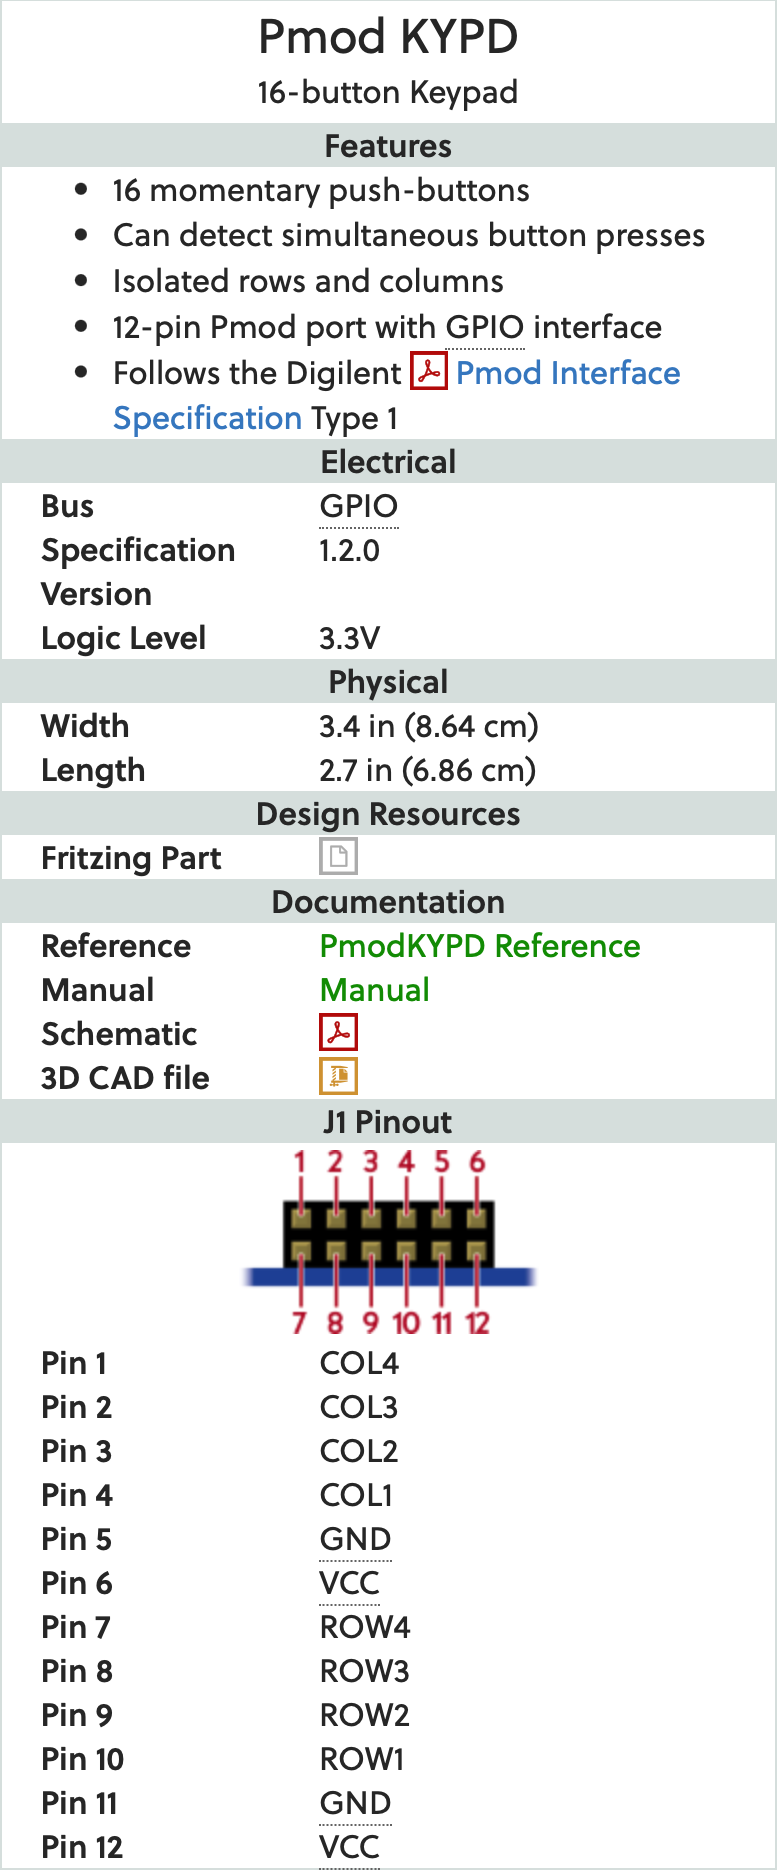 Pmod KYPD
16-button Keypad
Features
• 16 momentary push-buttons
• Can detect simultaneous button presses
• Isolated rows and columns
• 12-pin Pmod port with GPIO interface
• Follows the Digilent Pmod Interface
Specification Type 1
Electrical
Bus GPIO
Specification 1.2.0
Version
Logic Level 3.3V
Physical
Width 3.4 in (8.64 cm)
Length 2.7 in (6.86 cm)
Design Resources
Fritzing Part
Documentation
Reference PmodKYPD Reference
Manual Manual
Schematic
3D CAD file
J1 Pinout
1 2 3 4 5 6
7 8 9 10 11 12
Pin 1 COL4
Pin 2 COL3
Pin 3 COL2
Pin 4 COL1
Pin 5 GND
Pin 6 VCC
Pin 7 ROW4
Pin 8 ROW3
Pin 9 ROW2
Pin 10 ROW1
Pin 11 GND
Pin 12 VCC